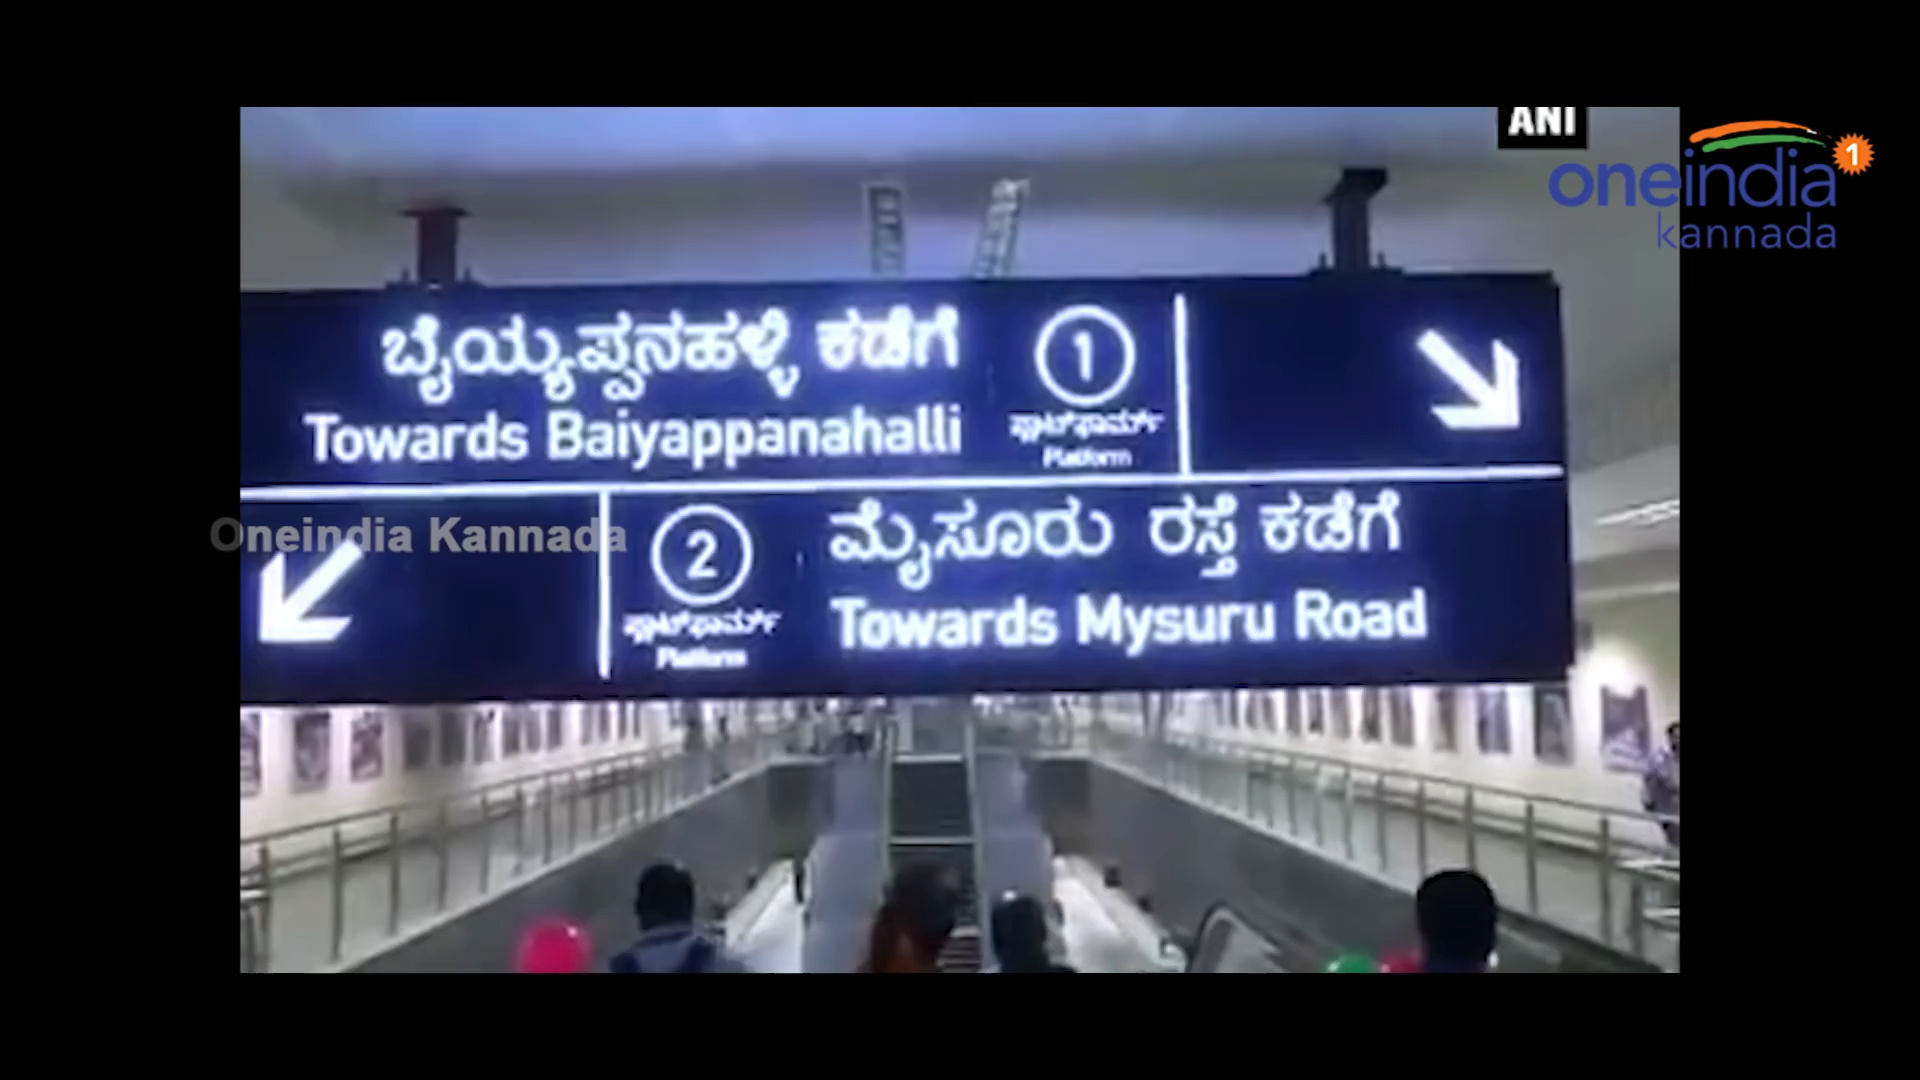 ANI
oneindia 1
kannada
ಬೈಯ್ಯಪ್ಪನಹಳ್ಳಿ ಕಡೆಗೆ
Towards Baiyappanahalli
1
ಪ್ಲಾಟ್‌ಫಾರ್ಮ್
Platform
Oneindia Kannada
2
ಪ್ಲಾಟ್‌ಫಾರ್ಮ್
Platform
ಮೈಸೂರು ರಸ್ತೆ ಕಡೆಗೆ
Towards Mysuru Road